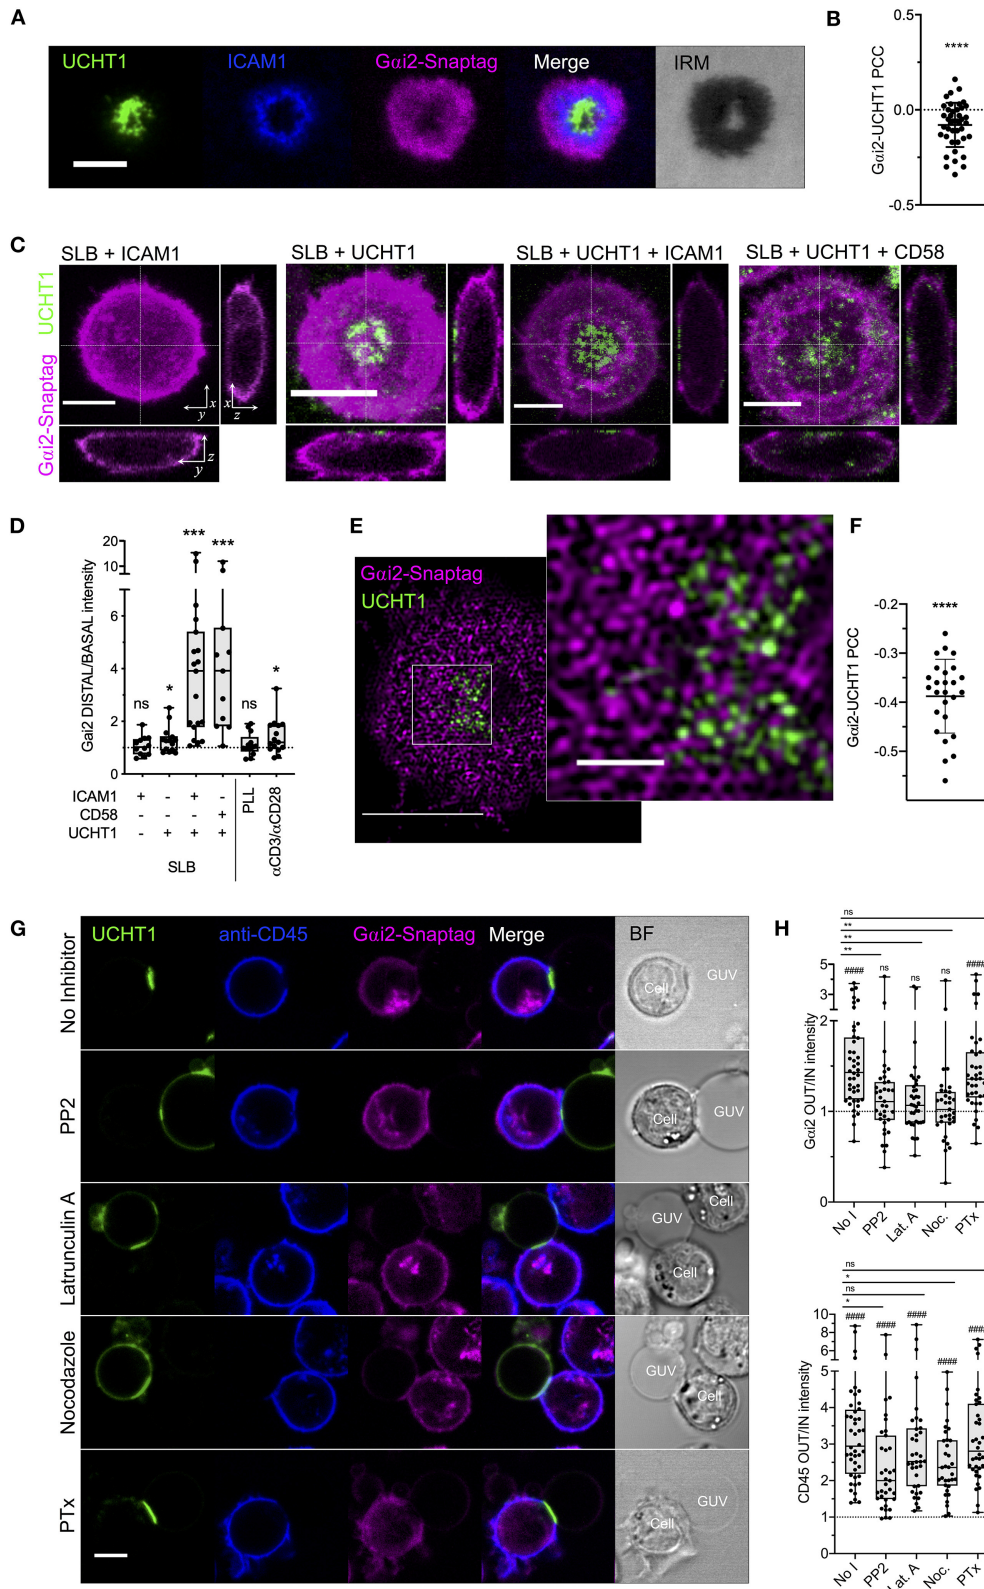 A
UCHT1 ICAM1 Gαi2-Snaptag Merge IRM
B
0.5
0.0
-0.5
Gαi2-UCHT1 PCC
****
C
SLB + ICAM1 SLB + UCHT1 SLB + UCHT1 + ICAM1 SLB + UCHT1 + CD58
Gαi2-Snaptag UCHT1
x
y
x
z
z
y
D
Gai2 DISTAL/BASAL intensity
20
10
6
4
2
0
ns * *** *** ns *
ICAM1 + - + -
CD58 - - - +
UCHT1 - + + +
SLB
PLL
αCD3/αCD28
E
Gαi2-Snaptag
UCHT1
F
-0.2
-0.3
-0.4
-0.5
Gαi2-UCHT1 PCC
****
G
UCHT1 anti-CD45 Gαi2-Snaptag Merge BF
No Inhibitor
Cell GUV
PP2
Cell GUV
Latrunculin A
Cell
GUV
Cell
Nocodazole
GUV
Cell
PTx
GUV
Cell
H
ns
**
**
**
#### ns ns ns ####
Gαi2 OUT/IN intensity
5
4
3
2
1
0
No I PP2 Lat. A Noc. PTx
ns
*
ns
*
#### #### #### #### ####
CD45 OUT/IN intensity
10
8
6
5
4
3
2
1
0
No I PP2 Lat. A Noc. PTx